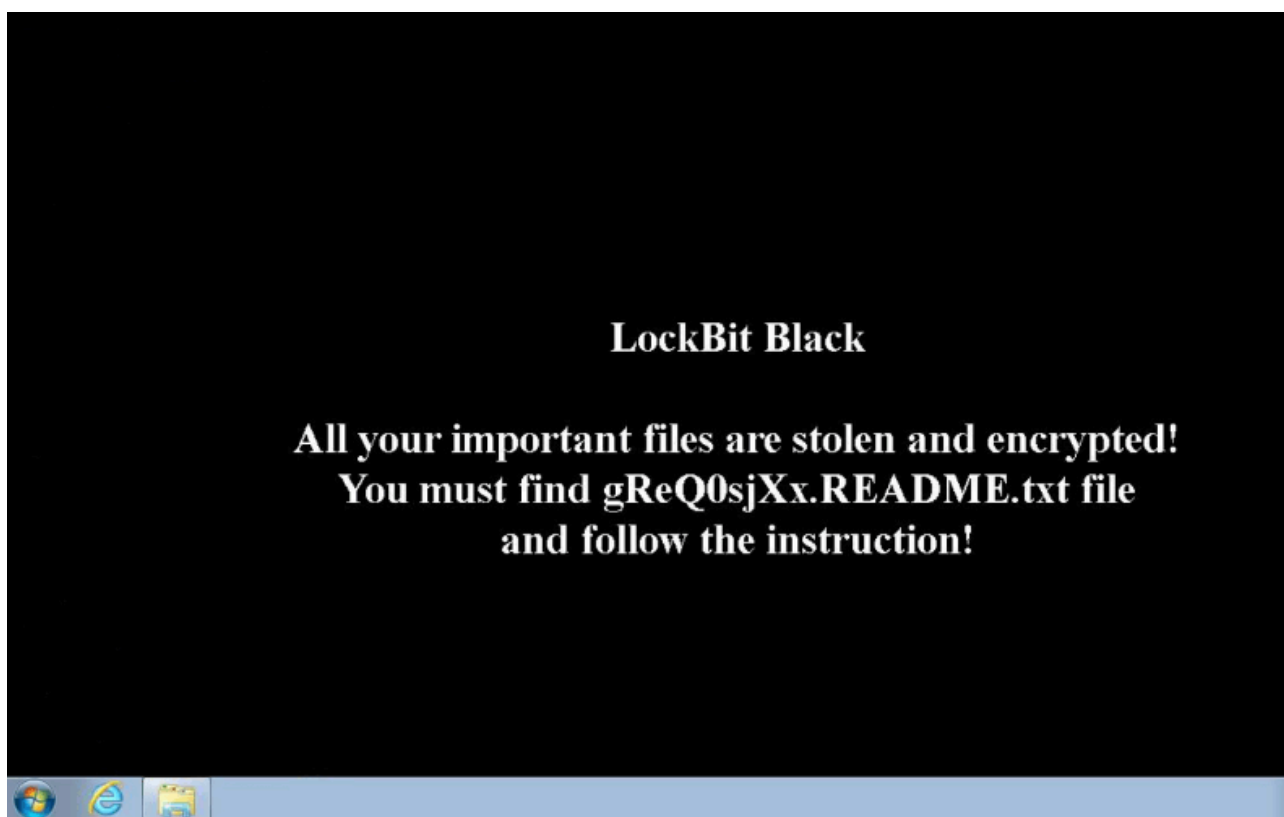 LockBit Black
All your important files are stolen and encrypted!
You must find gReQ0sjXx.README.txt file
and follow the instruction!